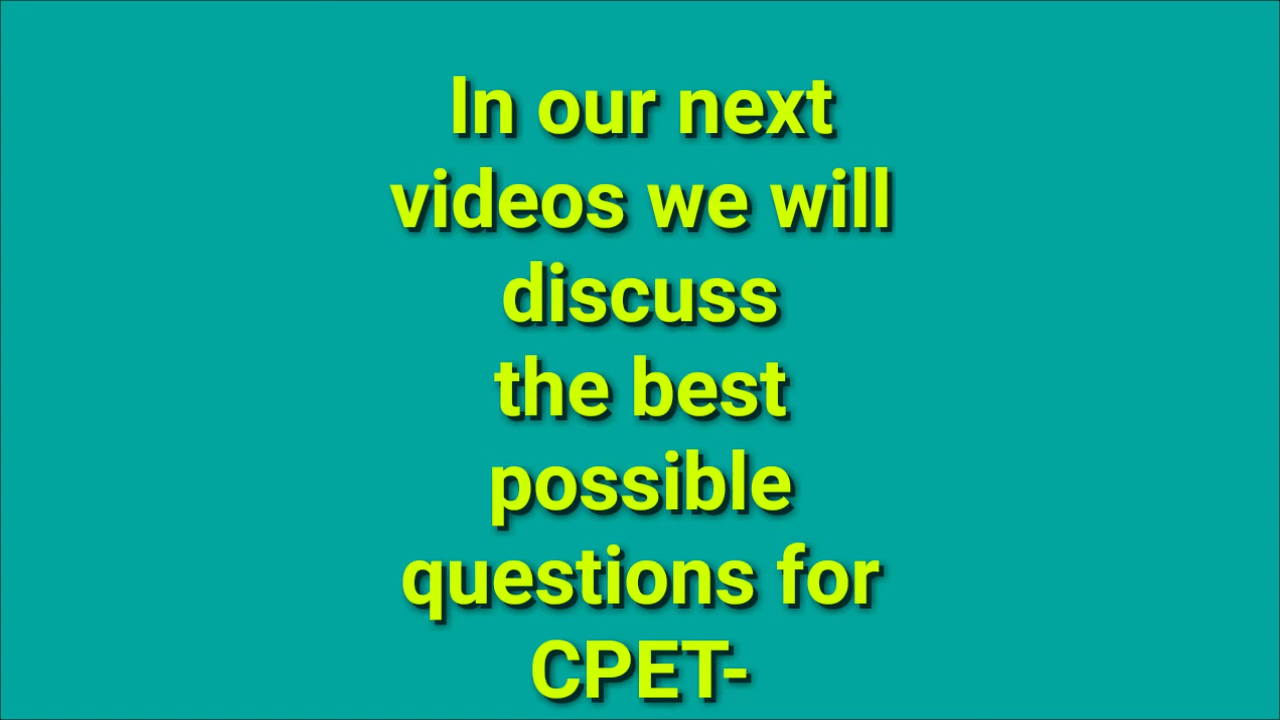 In our next
videos we will
discuss
the best
possible
questions for
CPET-